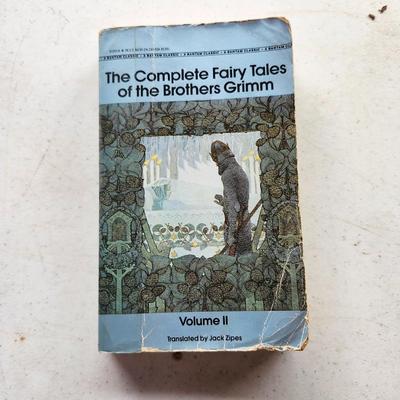 A BANTAM CLASSIC • A BANTAM CLASSIC • A BANTAM CLASSIC • A BANTAM CLASSIC • A BANTAM
The Complete Fairy Tales
of the Brothers Grimm
Volume II
Translated by Jack Zipes